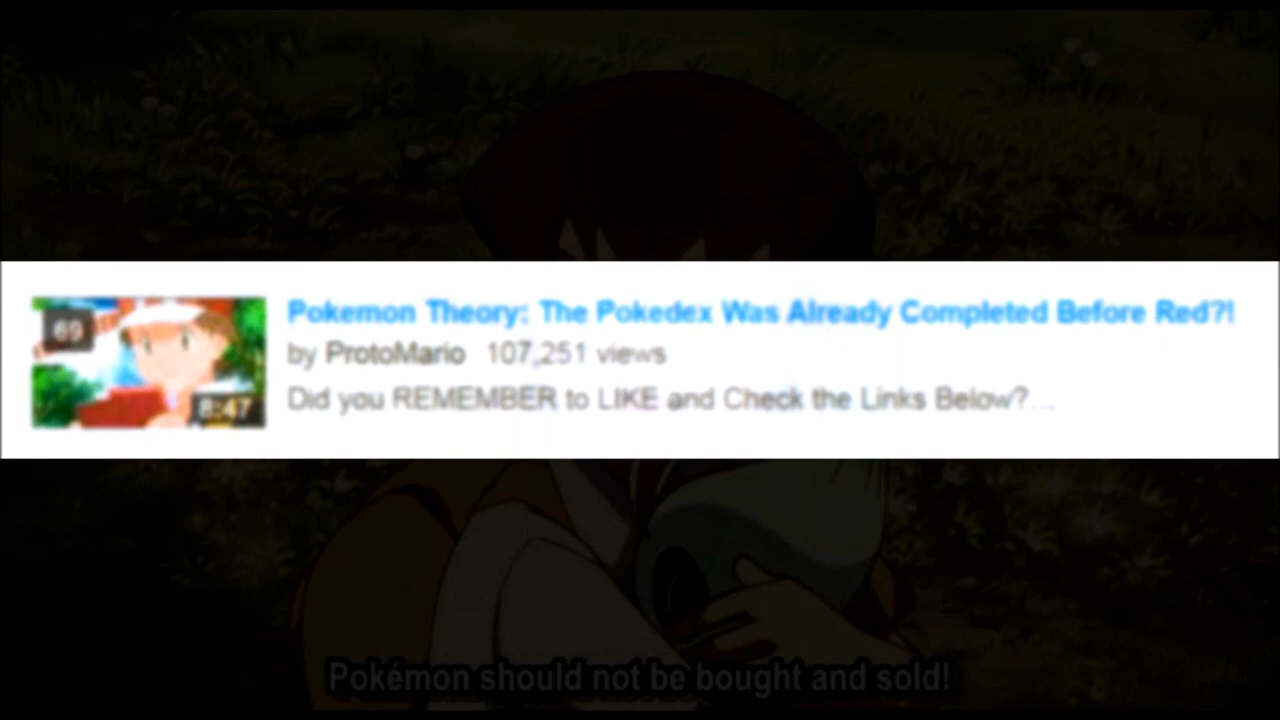 69
8:47
Pokemon Theory: The Pokedex Was Already Completed Before Red?!
by ProtoMario 107,251 views
Did you REMEMBER to LIKE and Check the Links Below?...
Pokémon should not be bought and sold!